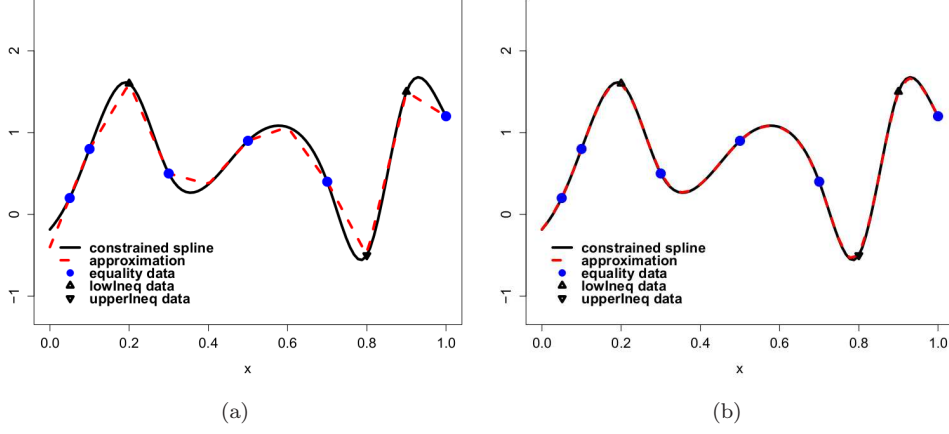 2
1
0
−1
constrained spline
approximation
equality data
lowIneq data
upperIneq data
0.0 0.2 0.4 0.6 0.8 1.0
x
(a)
2
1
0
−1
constrained spline
approximation
equality data
lowIneq data
upperIneq data
0.0 0.2 0.4 0.6 0.8 1.0
x
(b)